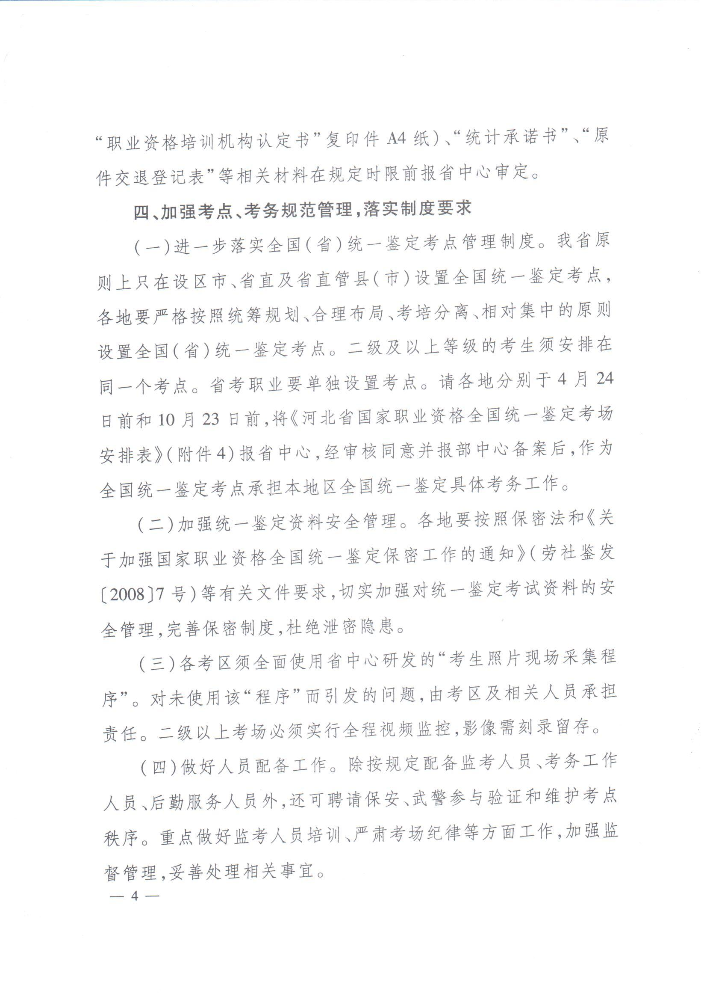 “职业资格培训机构认定书”复印件 A4 纸)、“统计承诺书”、“原
件交退登记表”等相关材料在规定时限前报省中心审定。
四、加强考点、考务规范管理,落实制度要求
(一)进一步落实全国(省)统一鉴定考点管理制度。我省原
则上只在设区市、省直及省直管县(市)设置全国统一鉴定考点,
各地要严格按照统筹规划、合理布局、考培分离、相对集中的原则
设置全国(省)统一鉴定考点。二级及以上等级的考生须安排在
同一个考点。省考职业要单独设置考点。请各地分别于 4 月 24
日前和 10 月 23 日前,将《河北省国家职业资格全国统一鉴定考场
安排表》(附件 4)报省中心,经审核同意并报部中心备案后,作为
全国统一鉴定考点承担本地区全国统一鉴定具体考务工作。
(二)加强统一鉴定资料安全管理。各地要按照保密法和《关
于加强国家职业资格全国统一鉴定保密工作的通知》(劳社鉴发
〔2008〕7 号)等有关文件要求,切实加强对统一鉴定考试资料的安
全管理,完善保密制度,杜绝泄密隐患。
(三)各考区须全面使用省中心研发的“考生照片现场采集程
序”。对未使用该“程序”而引发的问题,由考区及相关人员承担
责任。二级以上考场必须实行全程视频监控,影像需刻录留存。
(四)做好人员配备工作。除按规定配备监考人员、考务工作
人员、后勤服务人员外,还可聘请保安、武警参与验证和维护考点
秩序。重点做好监考人员培训、严肃考场纪律等方面工作,加强监
督管理,妥善处理相关事宜。
— 4 —